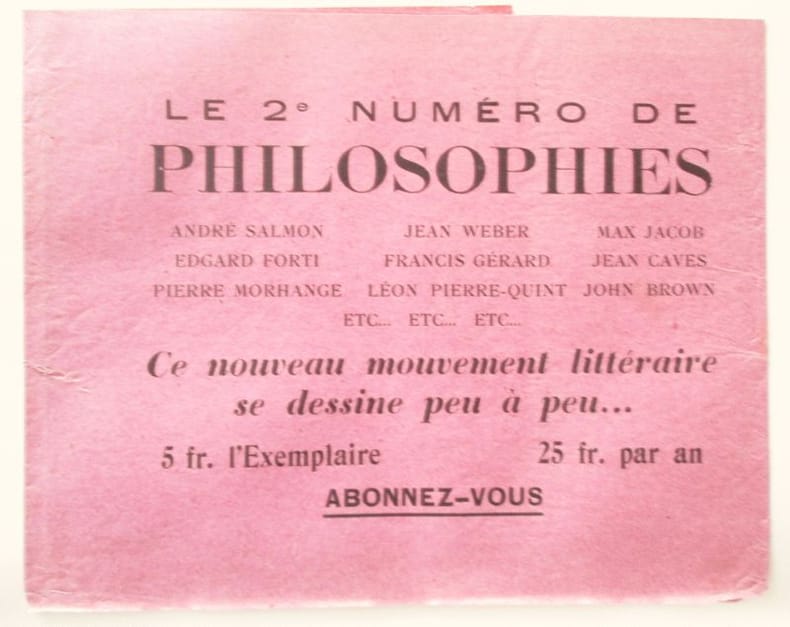 LE 2e NUMÉRO DE
PHILOSOPHIES
ANDRÉ SALMON JEAN WEBER MAX JACOB
EDGARD FORTI FRANCIS GÉRARD JEAN CAVES
PIERRE MORHANGE LÉON PIERRE-QUINT JOHN BROWN
ETC... ETC... ETC...
Ce nouveau mouvement littéraire
se dessine peu à peu...
5 fr. l'Exemplaire 25 fr. par an
ABONNEZ-VOUS